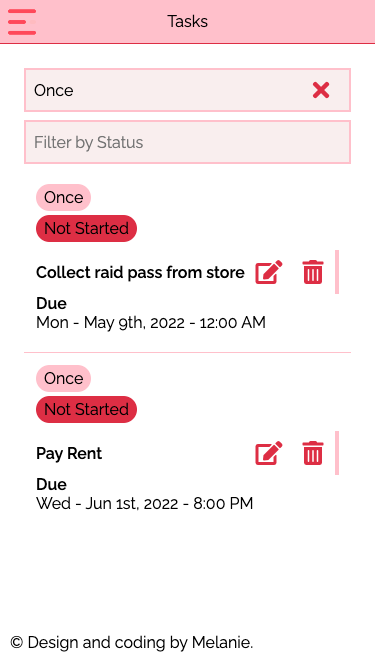 Tasks
Once
Filter by Status
Once
Not Started
Collect raid pass from store
Due
Mon - May 9th, 2022 - 12:00 AM
Once
Not Started
Pay Rent
Due
Wed - Jun 1st, 2022 - 8:00 PM
© Design and coding by Melanie.